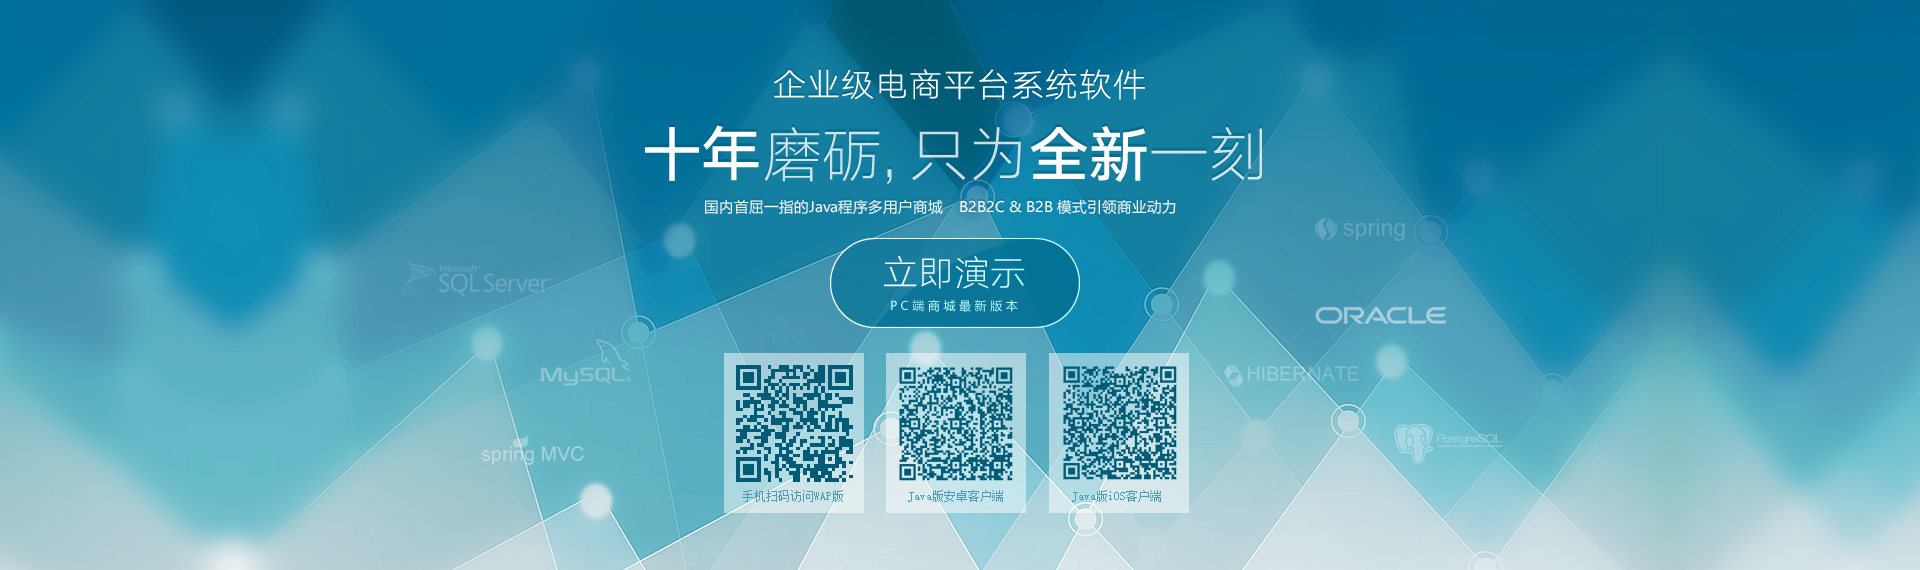 企业级电商平台系统软件
十年磨砺,只为全新一刻
国内首屈一指的Java程序多用户商城 B2B2C & B2B 模式引领商业动力
spring
立即演示
Microsoft
SQL Server
PC端商城最新版本
ORACLE
MySQL
HIBERNATE
PostgreSQL
spring MVC
手机扫码访问WAP版
Java版安卓客户端
Java版iOS客户端